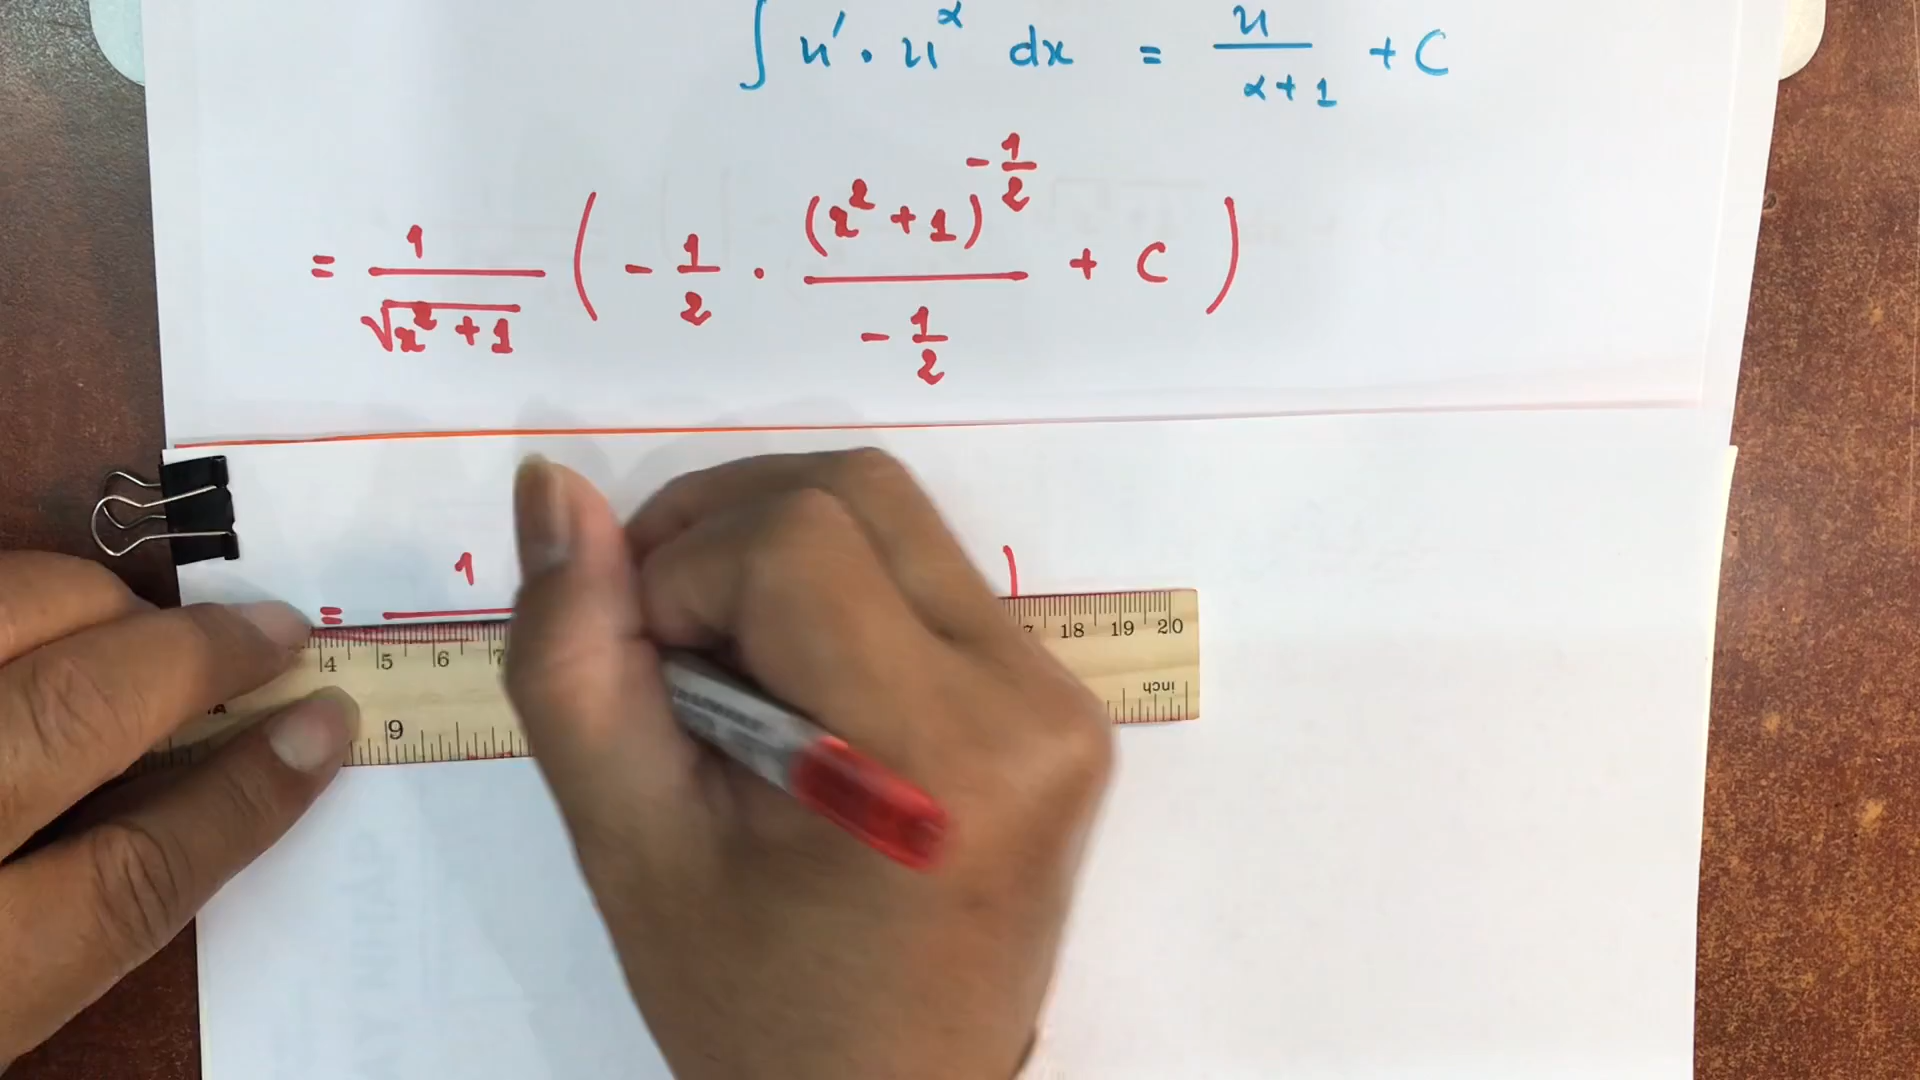 ∫ u' · u^α dx = u / (α+1) + C
= 1/√(x² + 1) ( - 1/2 · (x² + 1)^(-1/2) / (-1/2) + C )
= 1 )
4 5 6 7 18 19 20
inch
9